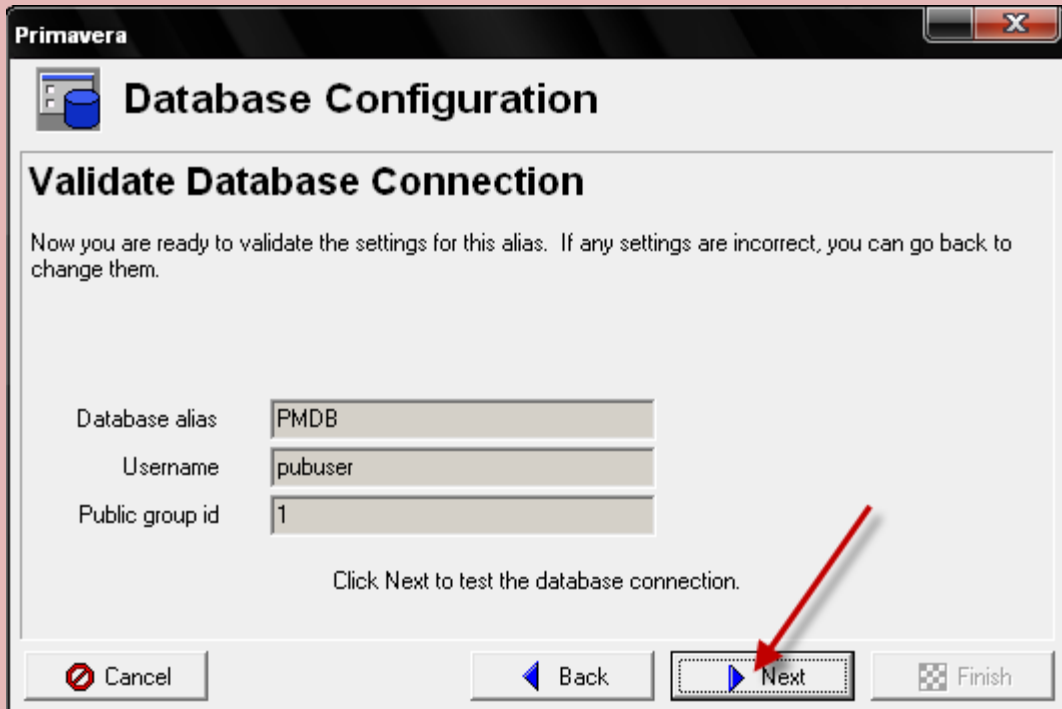 Primavera
Database Configuration
Validate Database Connection
Now you are ready to validate the settings for this alias.  If any settings are incorrect, you can go back to
change them.
Database alias PMDB
Username pubuser
Public group id 1
Click Next to test the database connection.
Cancel Back Next Finish